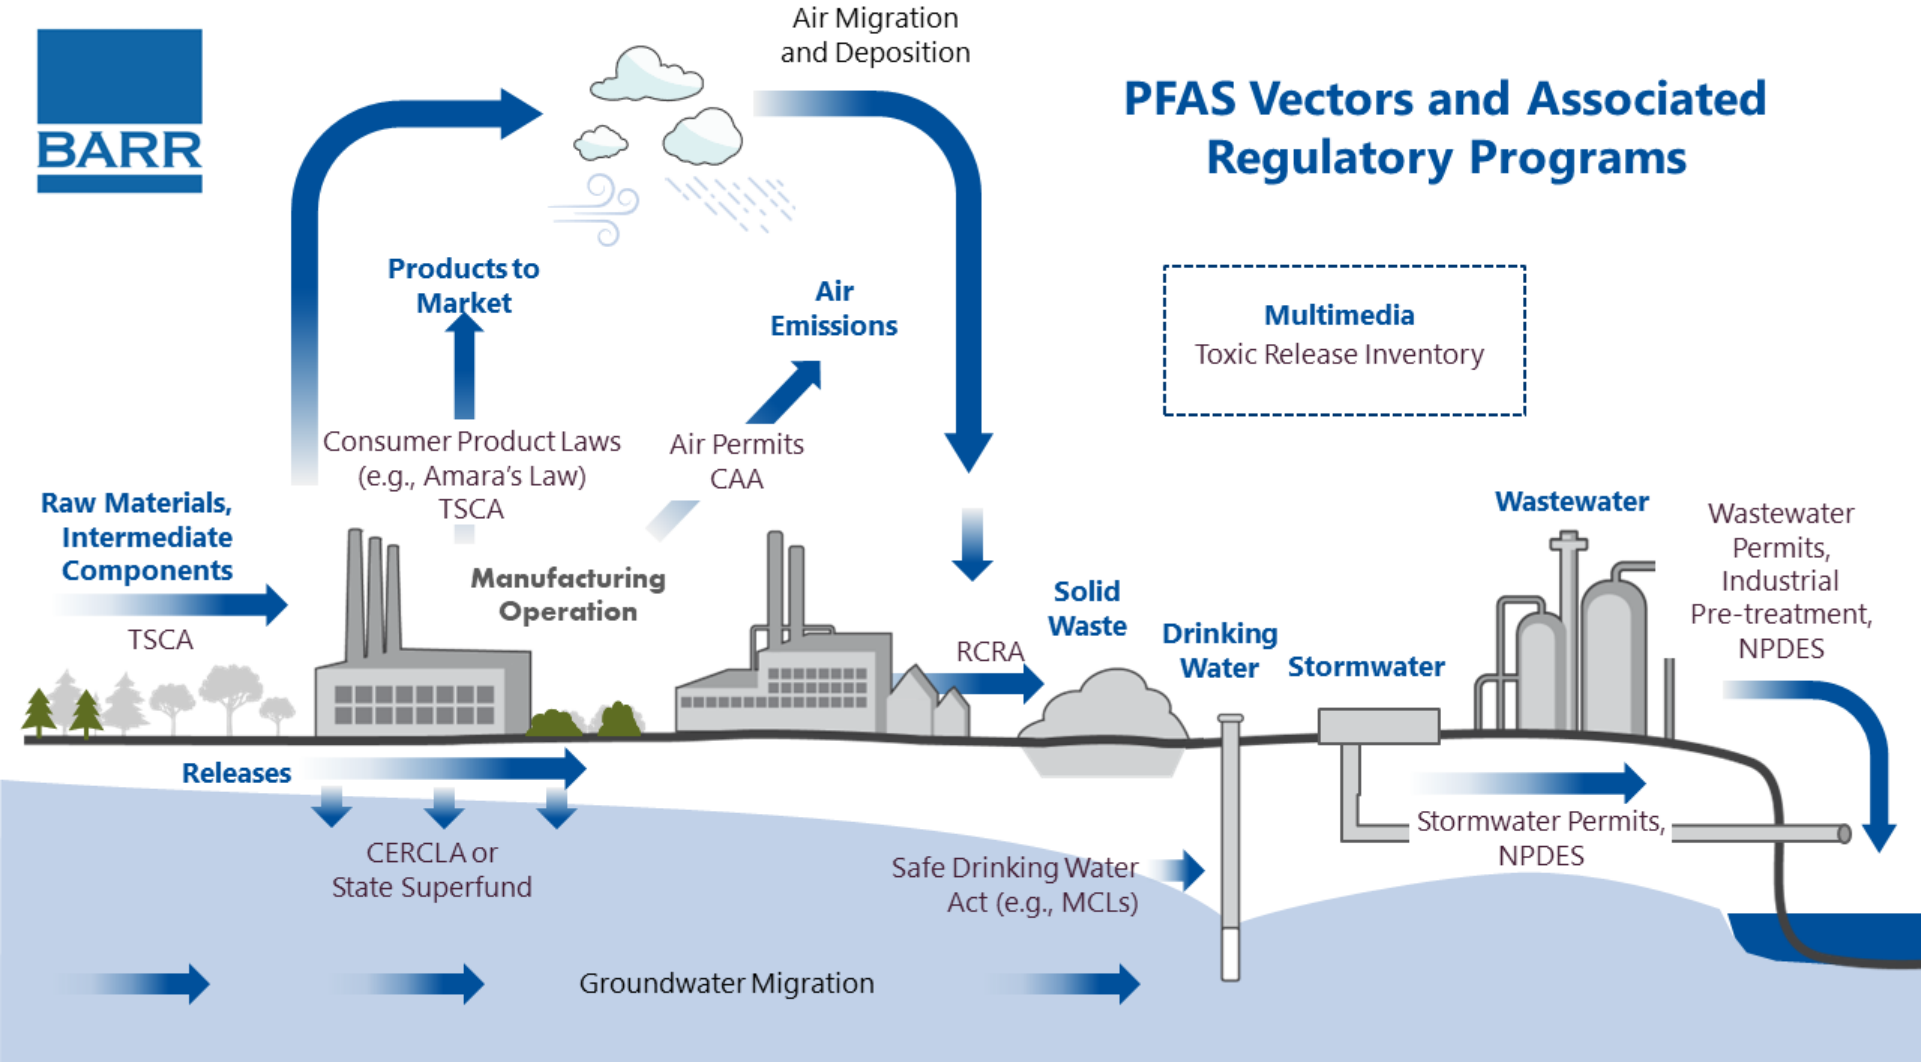 BARR
Air Migration
and Deposition
PFAS Vectors and Associated
Regulatory Programs
Products to
Market
Air
Emissions
Multimedia
Toxic Release Inventory
Consumer Product Laws
(e.g., Amara's Law)
TSCA
Air Permits
CAA
Raw Materials,
Intermediate
Components
TSCA
Manufacturing
Operation
RCRA
Solid
Waste
Drinking
Water
Stormwater
Wastewater
Wastewater
Permits,
Industrial
Pre-treatment,
NPDES
Releases
CERCLA or
State Superfund
Safe Drinking Water
Act (e.g., MCLs)
Stormwater Permits,
NPDES
Groundwater Migration